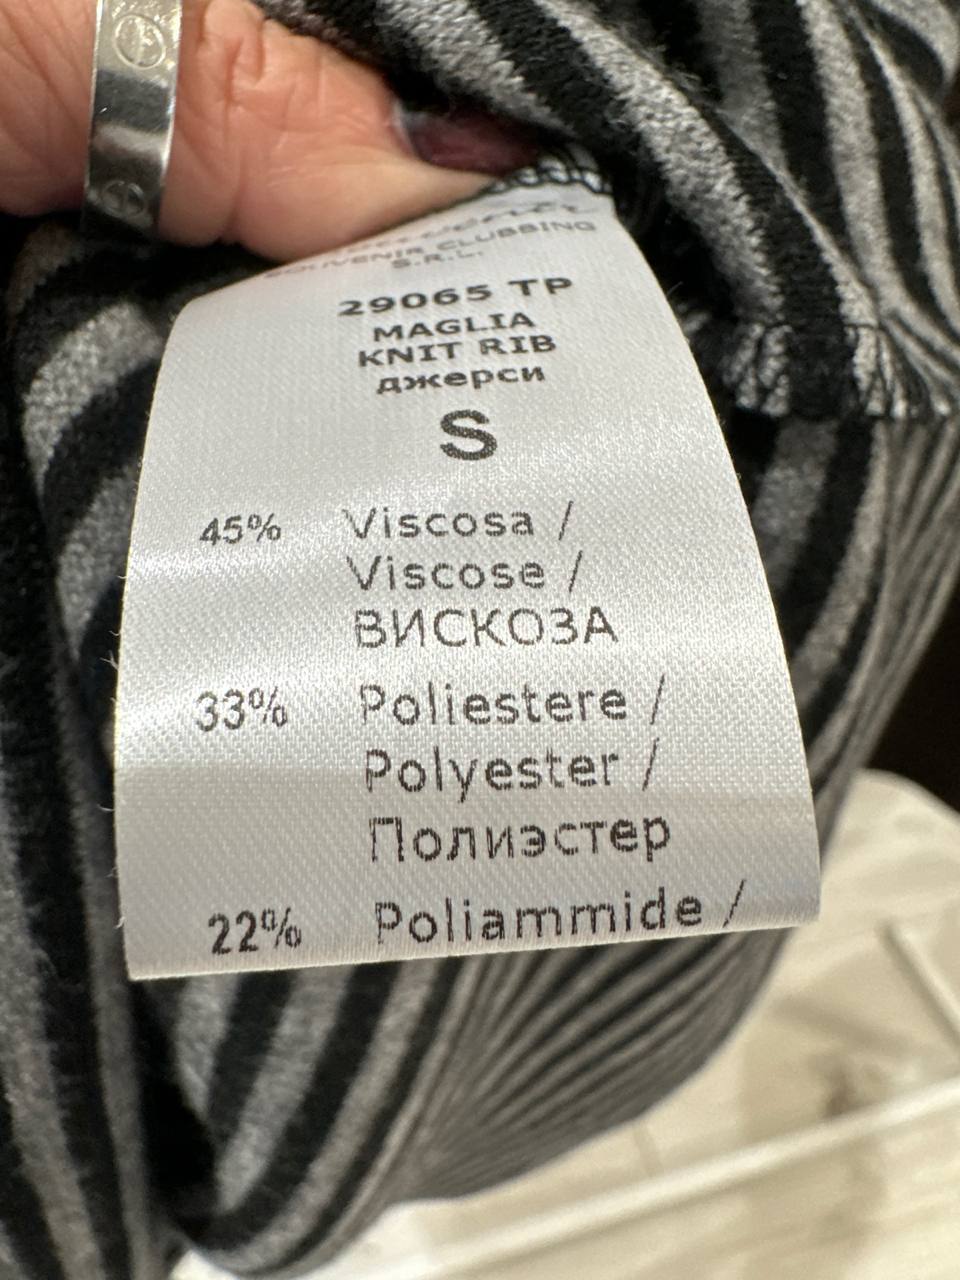 SOUVENIR CLUBBING
S.R.L.
29065 TP
MAGLIA
KNIT RIB
джерси
S
45% Viscosa /
Viscose /
ВИСКОЗА
33% Poliestere /
Polyester /
Полиэстер
22% Poliammide /